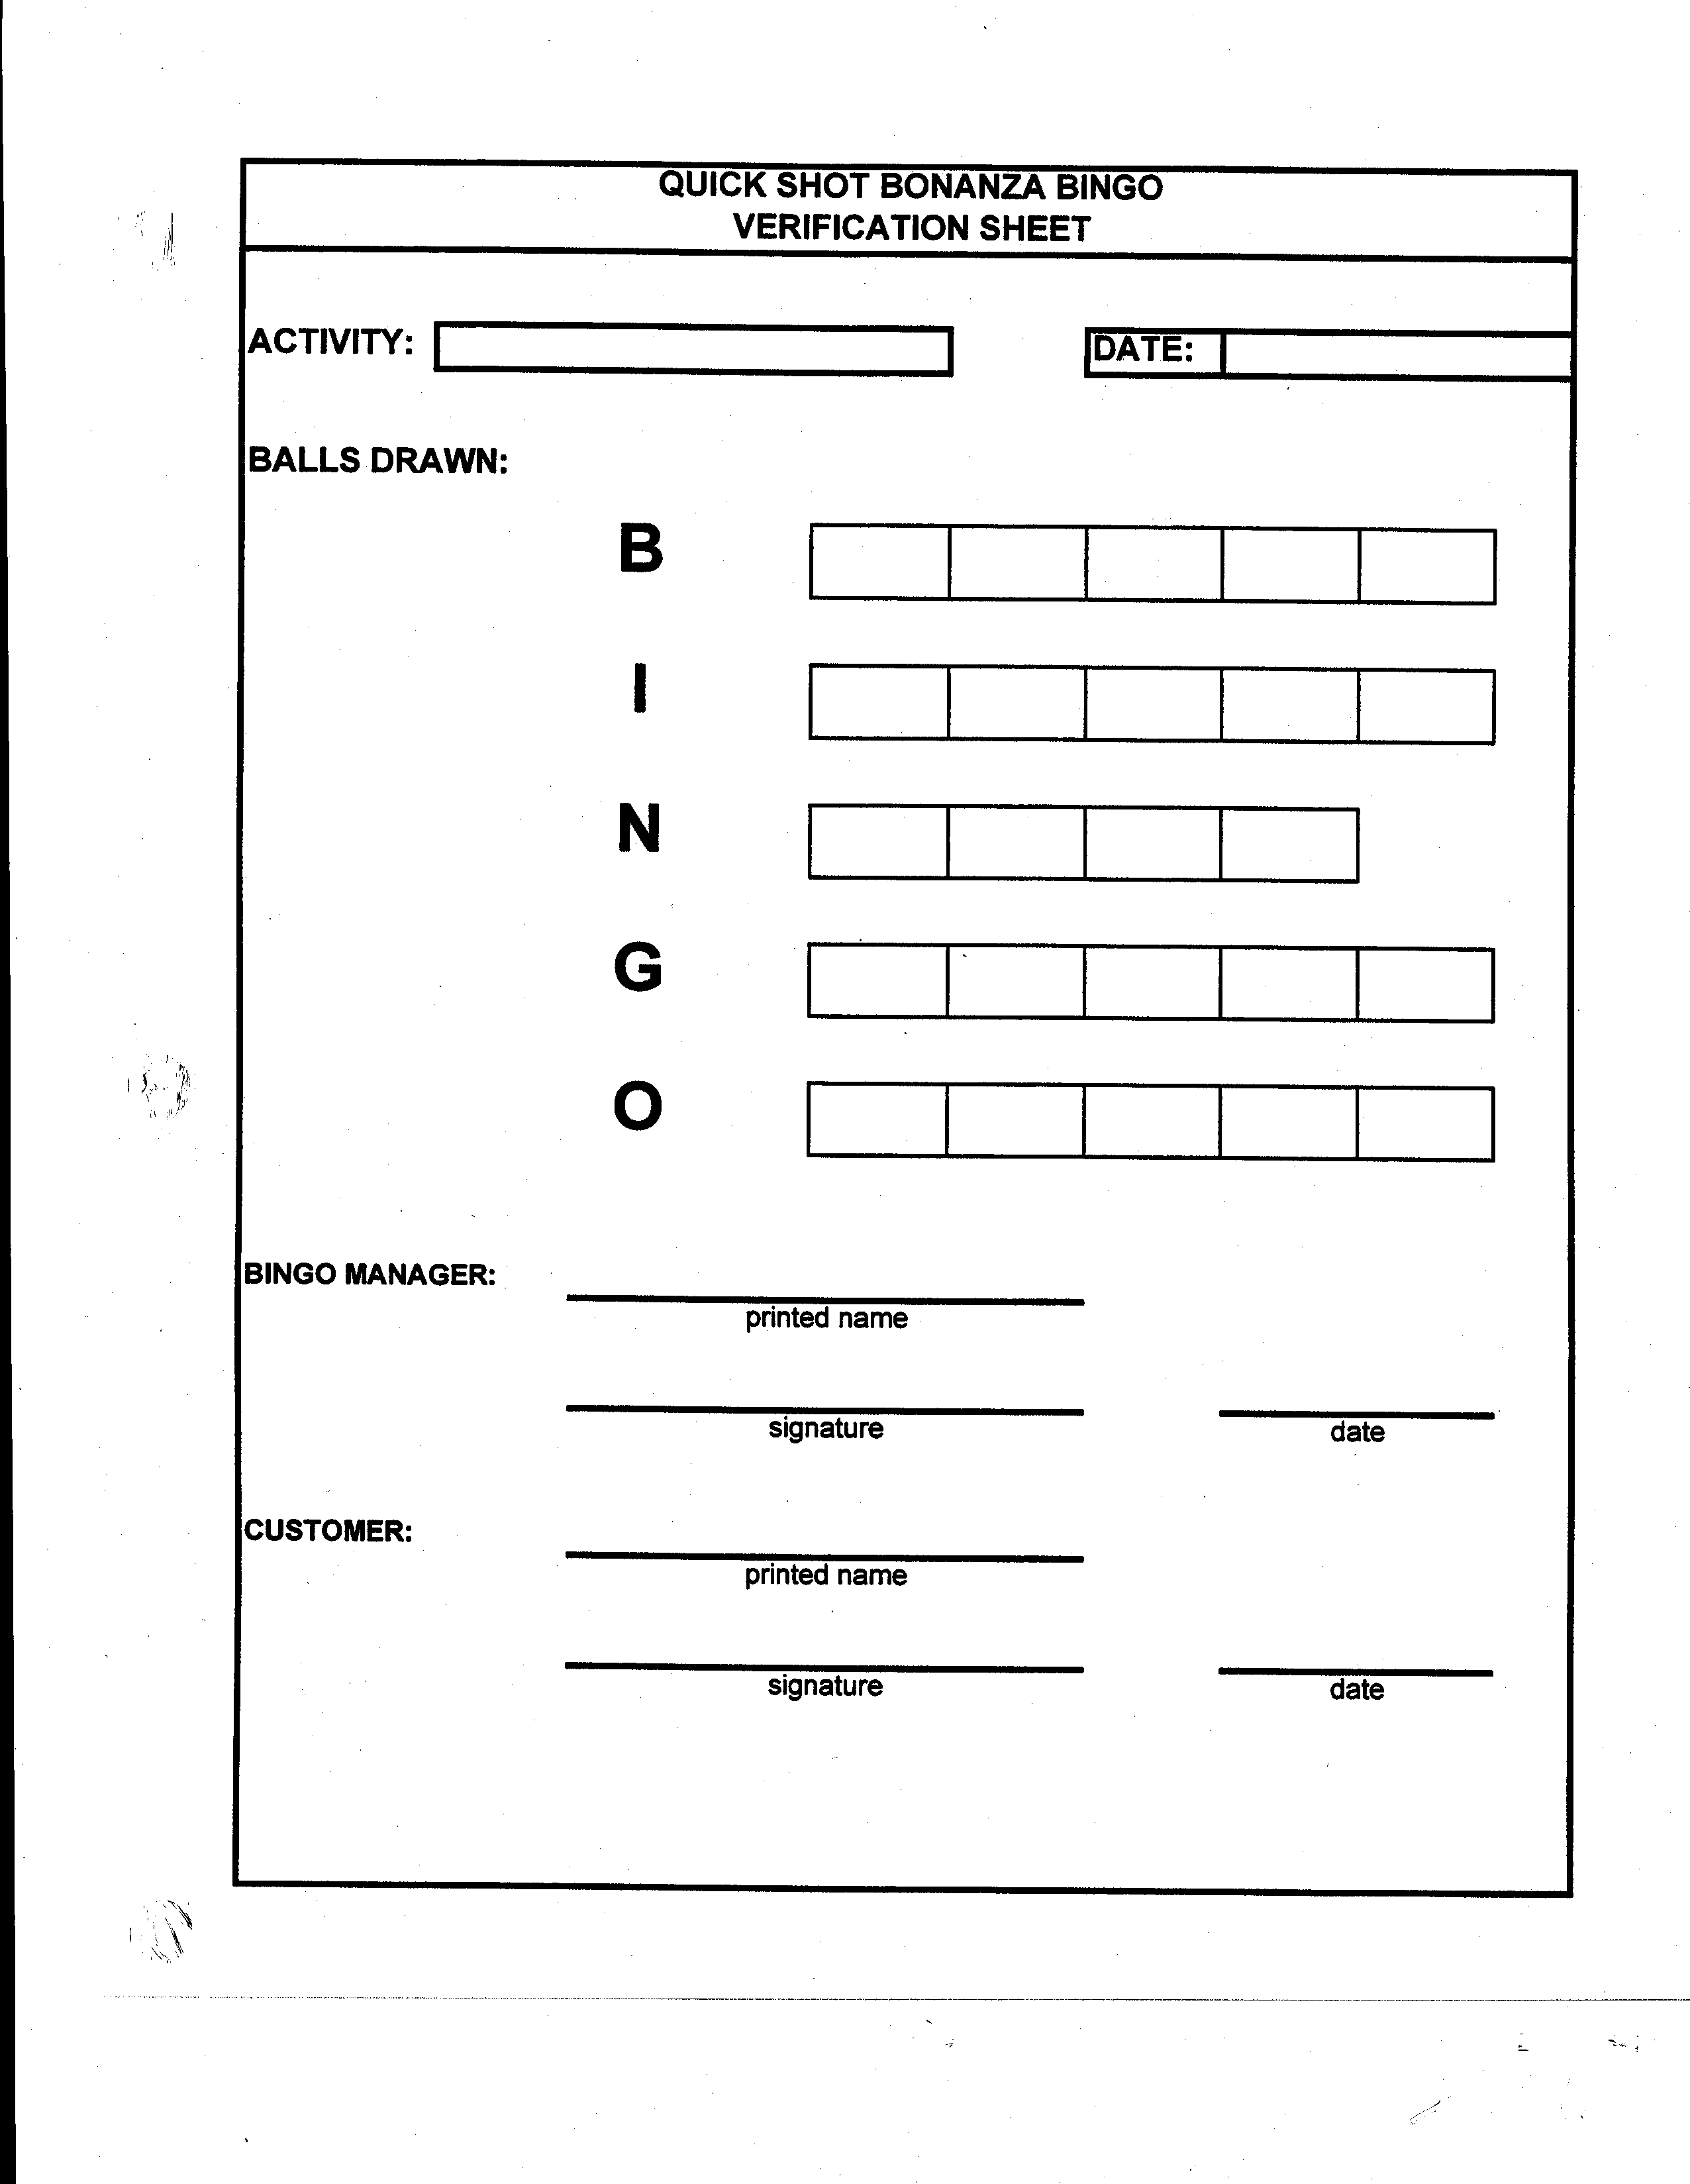 QUICK SHOT BONANZA BINGO
VERIFICATION SHEET
ACTIVITY:
DATE:
BALLS DRAWN:
B
I
N
G
O
BINGO MANAGER:
printed name
signature
date
CUSTOMER:
printed name
signature
date